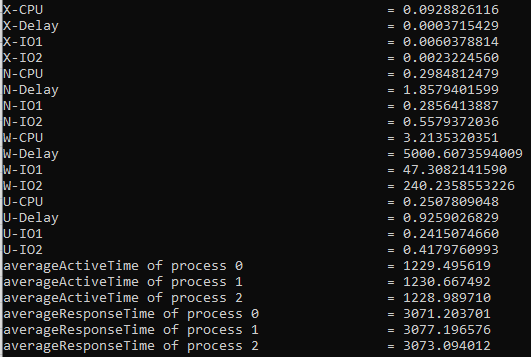 X-CPU = 0.0928826116
X-Delay = 0.0003715429
X-IO1 = 0.0060378814
X-IO2 = 0.0023224560
N-CPU = 0.2984812479
N-Delay = 1.8579401599
N-IO1 = 0.2856413887
N-IO2 = 0.5579372036
W-CPU = 3.2135320351
W-Delay = 5000.6073594009
W-IO1 = 47.3082141590
W-IO2 = 240.2358553226
U-CPU = 0.2507809048
U-Delay = 0.9259026829
U-IO1 = 0.2415074660
U-IO2 = 0.4179760993
averageActiveTime of process 0 = 1229.495619
averageActiveTime of process 1 = 1230.667492
averageActiveTime of process 2 = 1228.989710
averageResponseTime of process 0 = 3071.203701
averageResponseTime of process 1 = 3077.196576
averageResponseTime of process 2 = 3073.094012